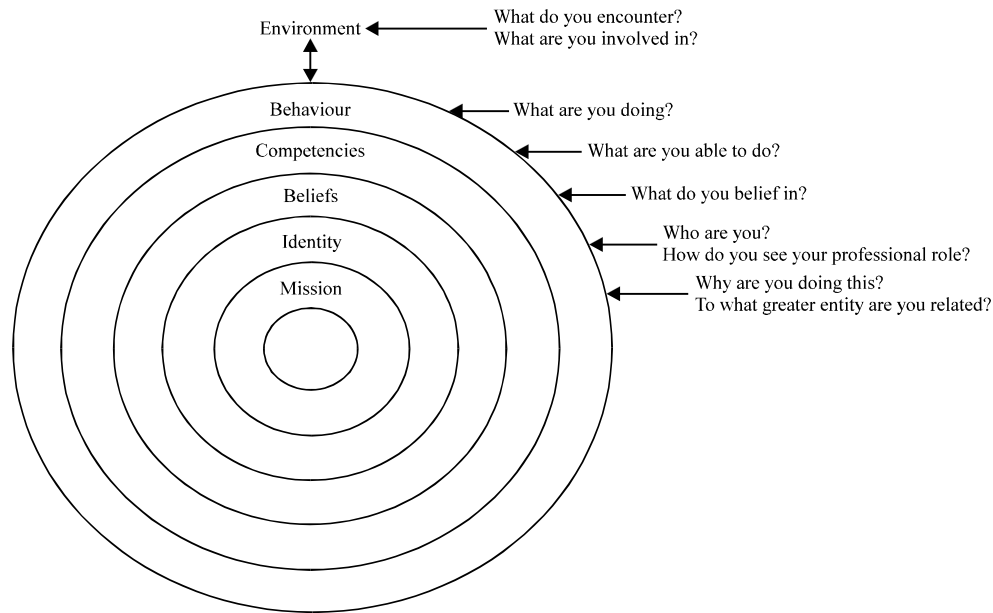 Environment
What do you encounter?
What are you involved in?
Behaviour
What are you doing?
Competencies
What are you able to do?
Beliefs
What do you belief in?
Identity
Who are you?
How do you see your professional role?
Mission
Why are you doing this?
To what greater entity are you related?